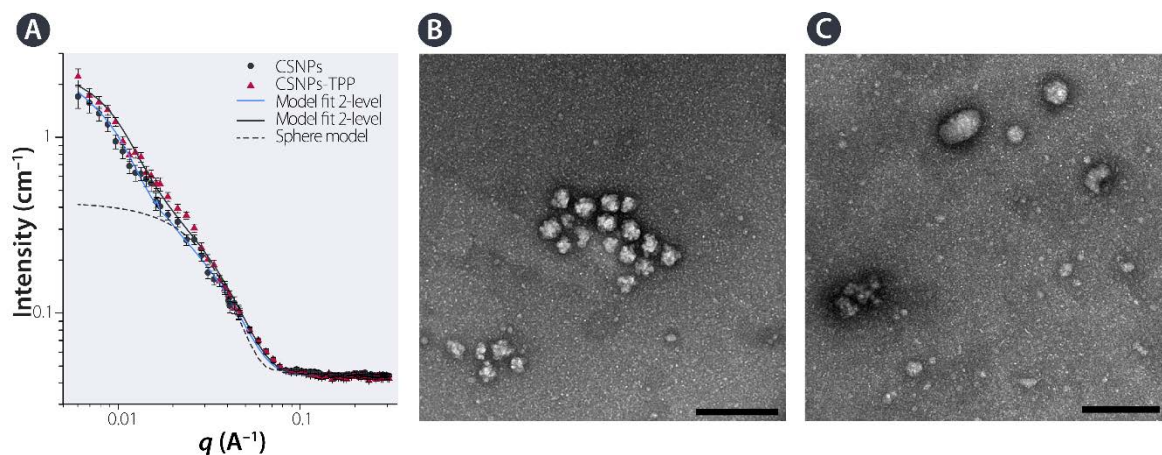 A
B
C
CSNPs
CSNPs-TPP
Model fit 2-level
Model fit 2-level
Sphere model
Intensity (cm⁻¹)
1
0.1
0.01
0.1
q (A⁻¹)